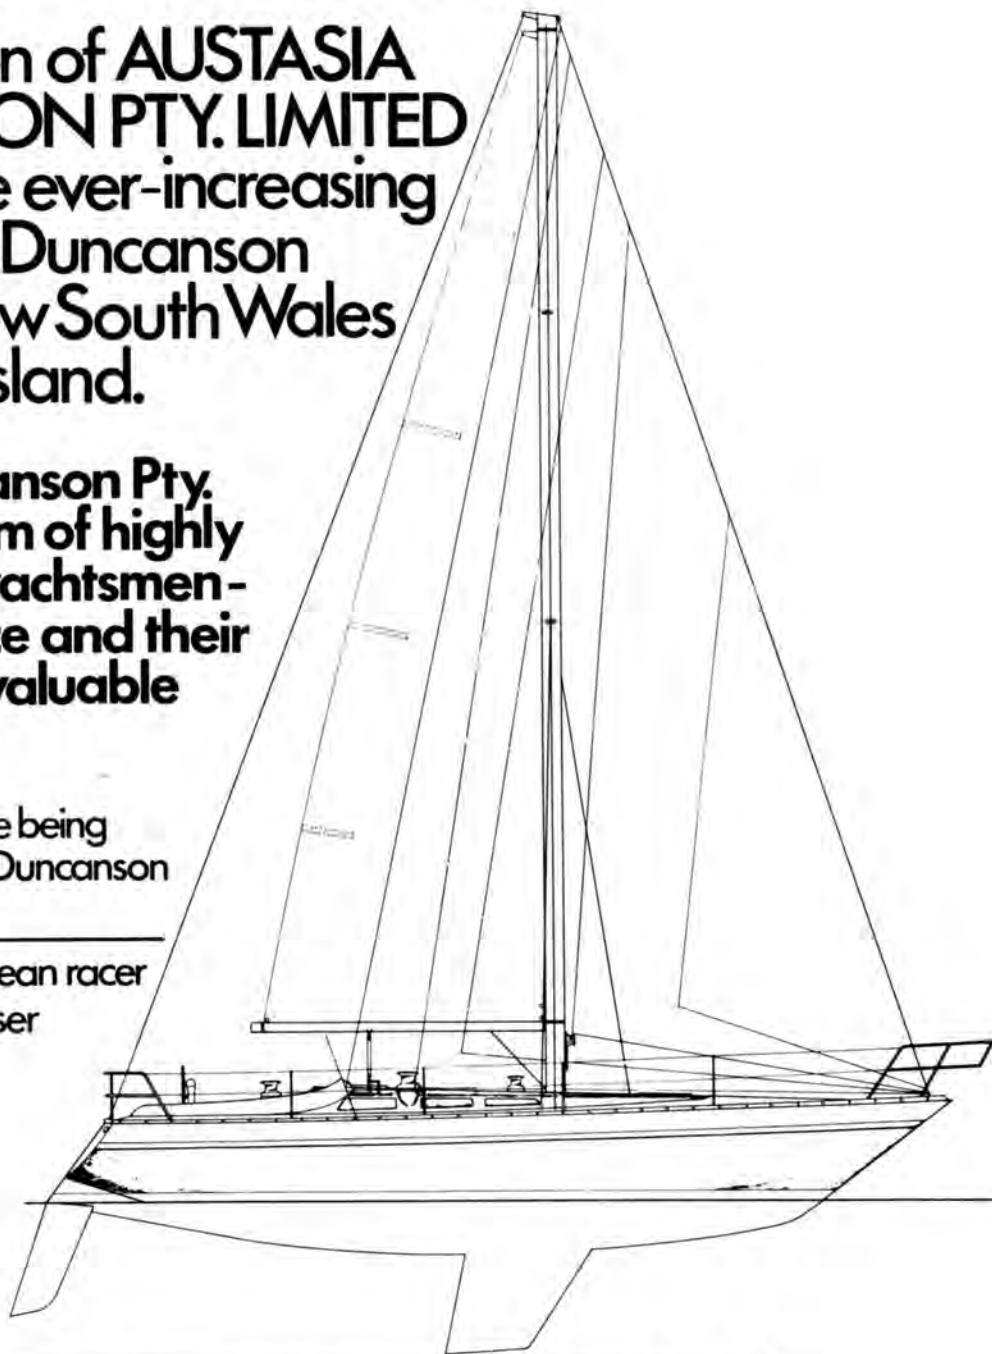 n of AUSTASIA
ON PTY. LIMITED
e ever-increasing
Duncanson
w South Wales
sland.
anson Pty.
m of highly
achtsmen-
e and their
valuable
e being
Duncanson
ean racer
ser